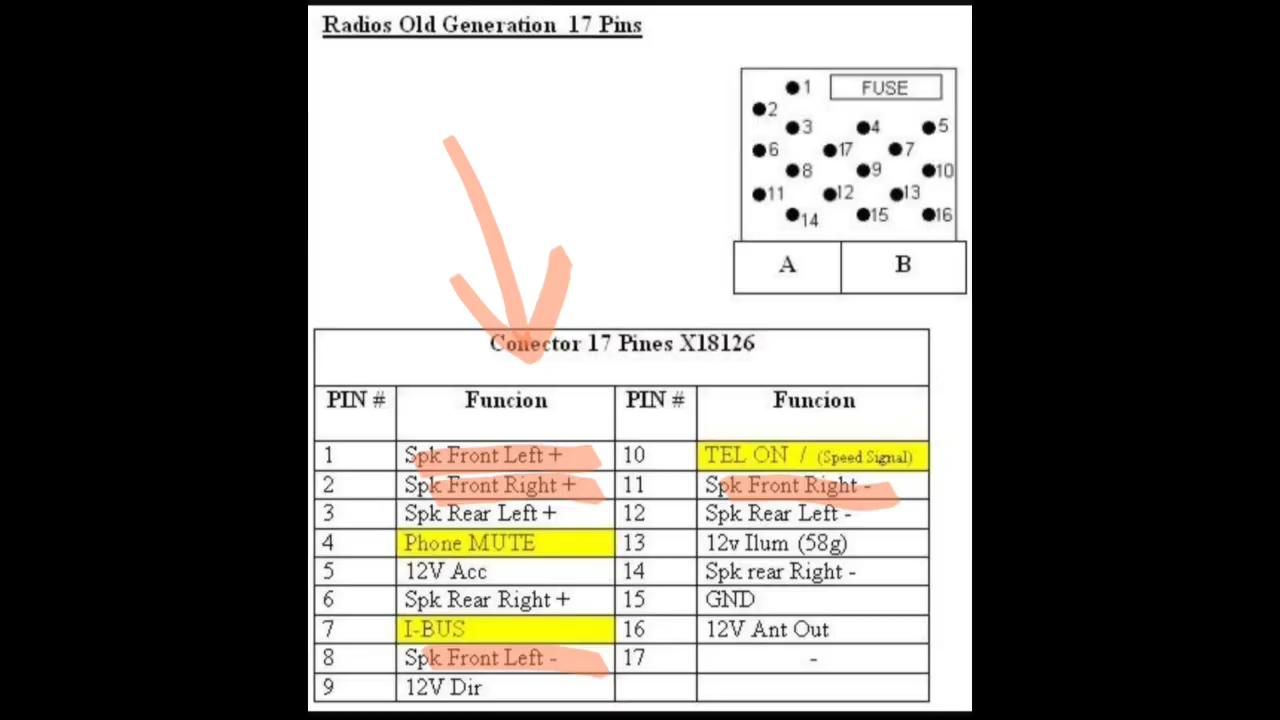 Radios Old Generation 17 Pins
1 FUSE
2
3 4 5
6 17 7
8 9 10
11 12 13
14 15 16
A B
Conector 17 Pines X18126
PIN # Funcion PIN # Funcion
1 Spk Front Left + 10 TEL ON / (Speed Signal)
2 Spk Front Right + 11 Spk Front Right -
3 Spk Rear Left + 12 Spk Rear Left -
4 Phone MUTE 13 12v Ilum (58g)
5 12V Acc 14 Spk rear Right -
6 Spk Rear Right + 15 GND
7 I-BUS 16 12V Ant Out
8 Spk Front Left - 17 -
9 12V Dir